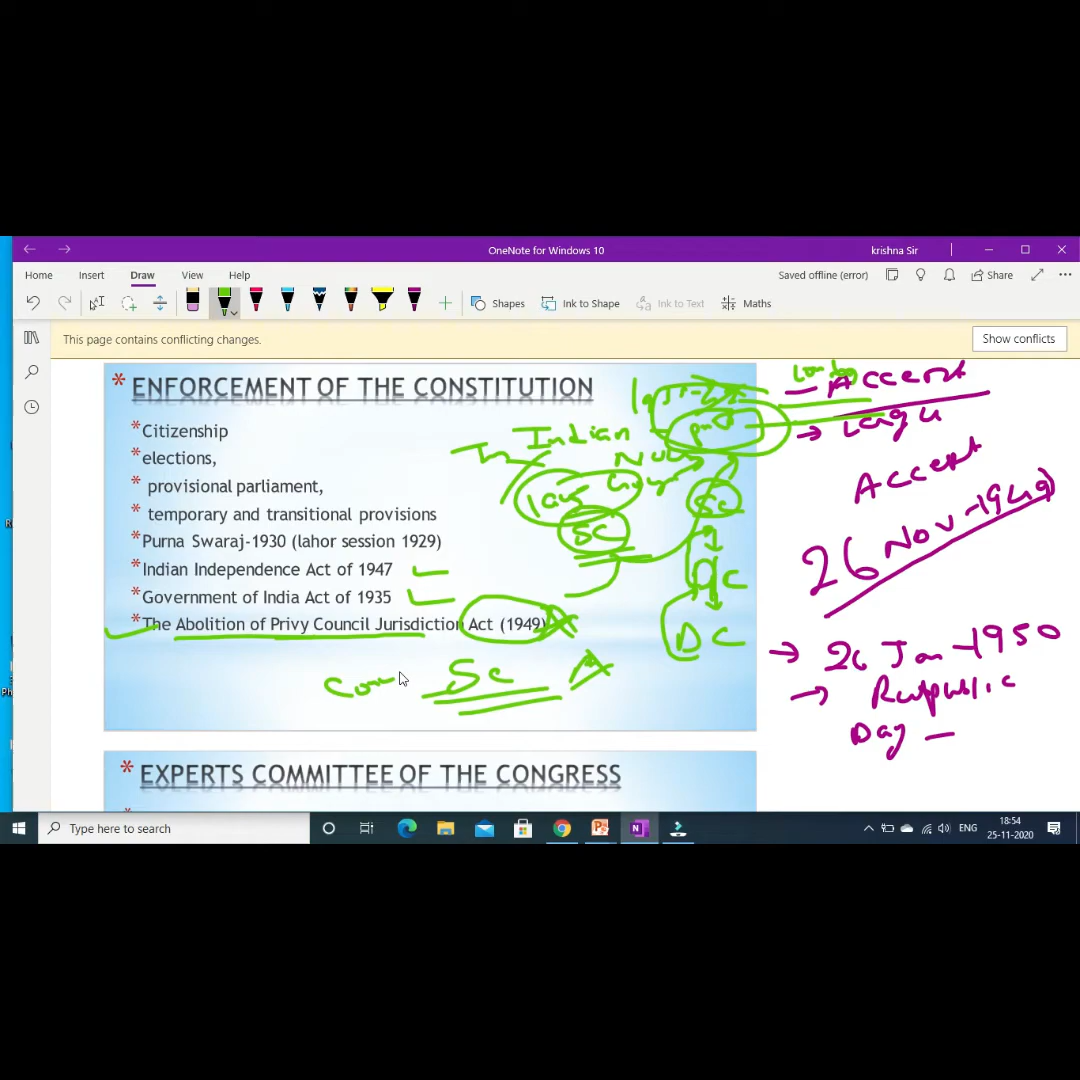 OneNote for Windows 10
krishna Sir
Home Insert Draw View Help
Saved offline (error) Share
Shapes Ink to Shape Ink to Text Maths
This page contains conflicting changes.
Show conflicts
* ENFORCEMENT OF THE CONSTITUTION
*Citizenship
*elections,
* provisional parliament,
* temporary and transitional provisions
*Purna Swaraj-1930 (lahor session 1929)
*Indian Independence Act of 1947
*Government of India Act of 1935
*The Abolition of Privy Council Jurisdiction Act (1949)
Indian
SC
SC
DC
SC
Accent
Accent
26 Nov-1949
26 Jan-1950
Day
* EXPERTS COMMITTEE OF THE CONGRESS
Type here to search
ENG
18:54
25-11-2020